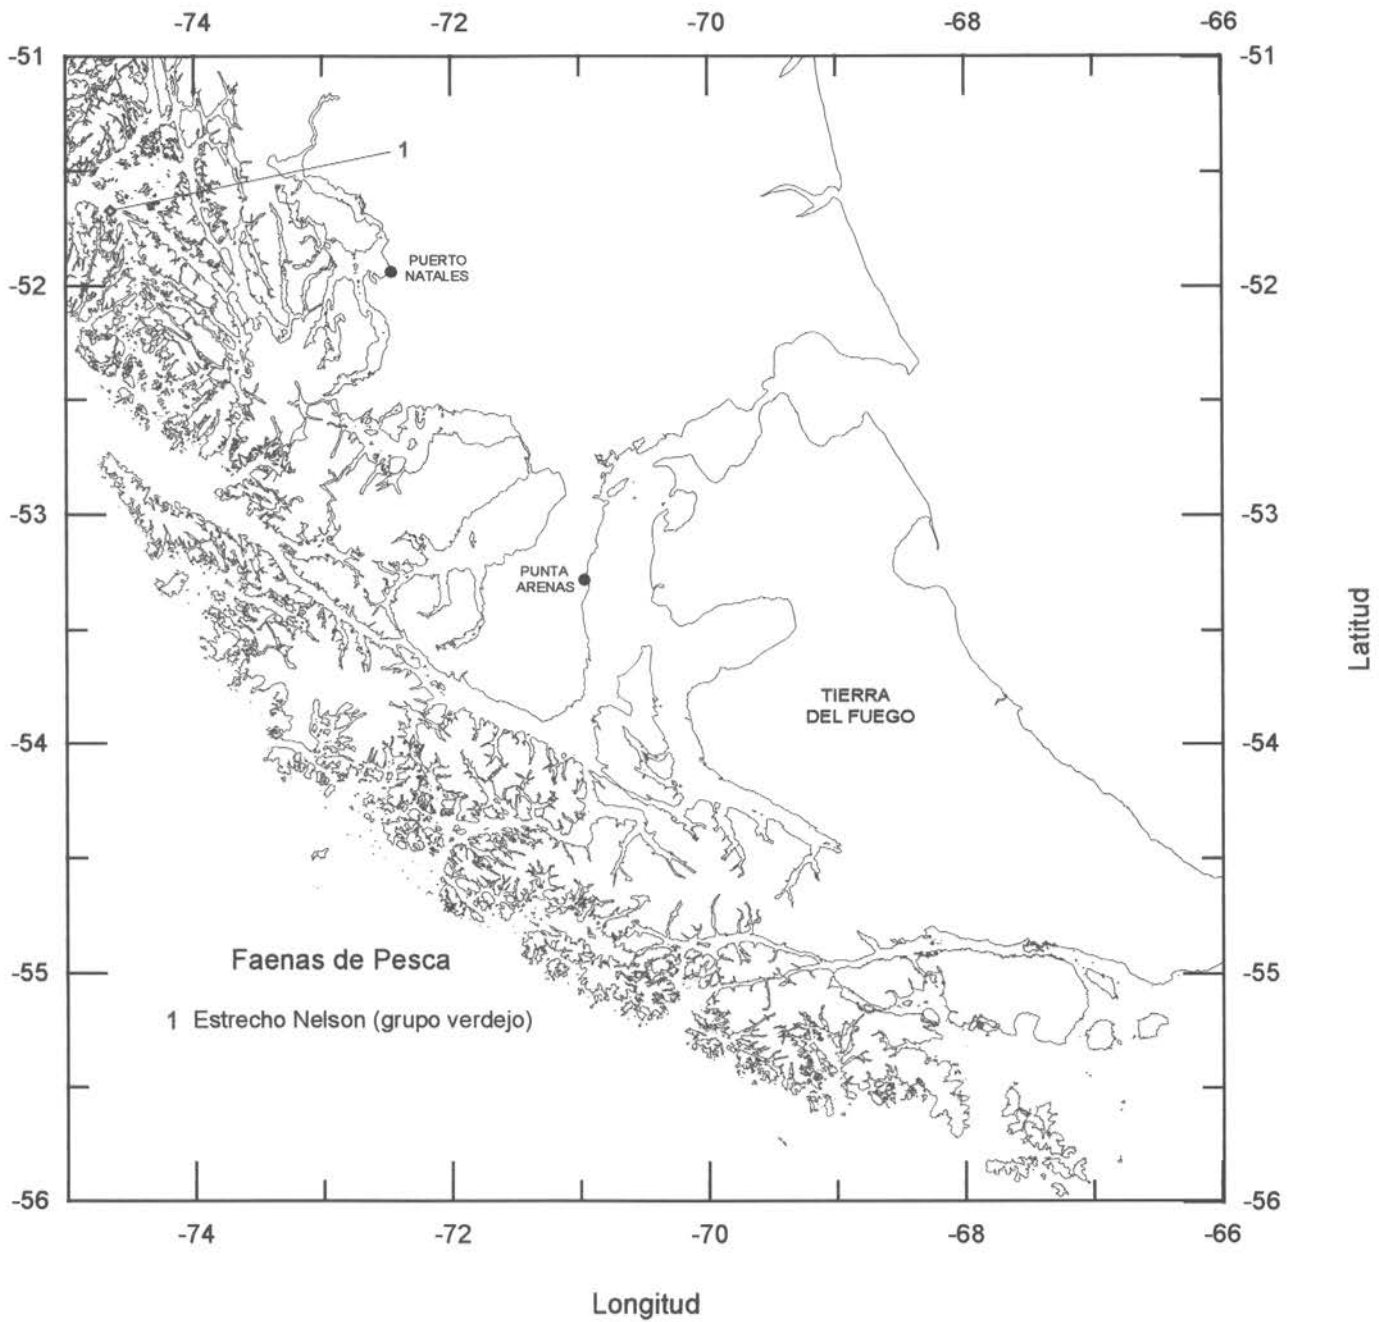 -74 -72 -70 -68 -66
-51 -51
1
PUERTO
NATALES
-52 -52
-53 -53
PUNTA
ARENAS
Latitud
TIERRA
DEL FUEGO
-54 -54
Faenas de Pesca
-55 -55
1 Estrecho Nelson (grupo verdejo)
-56 -56
-74 -72 -70 -68 -66
Longitud